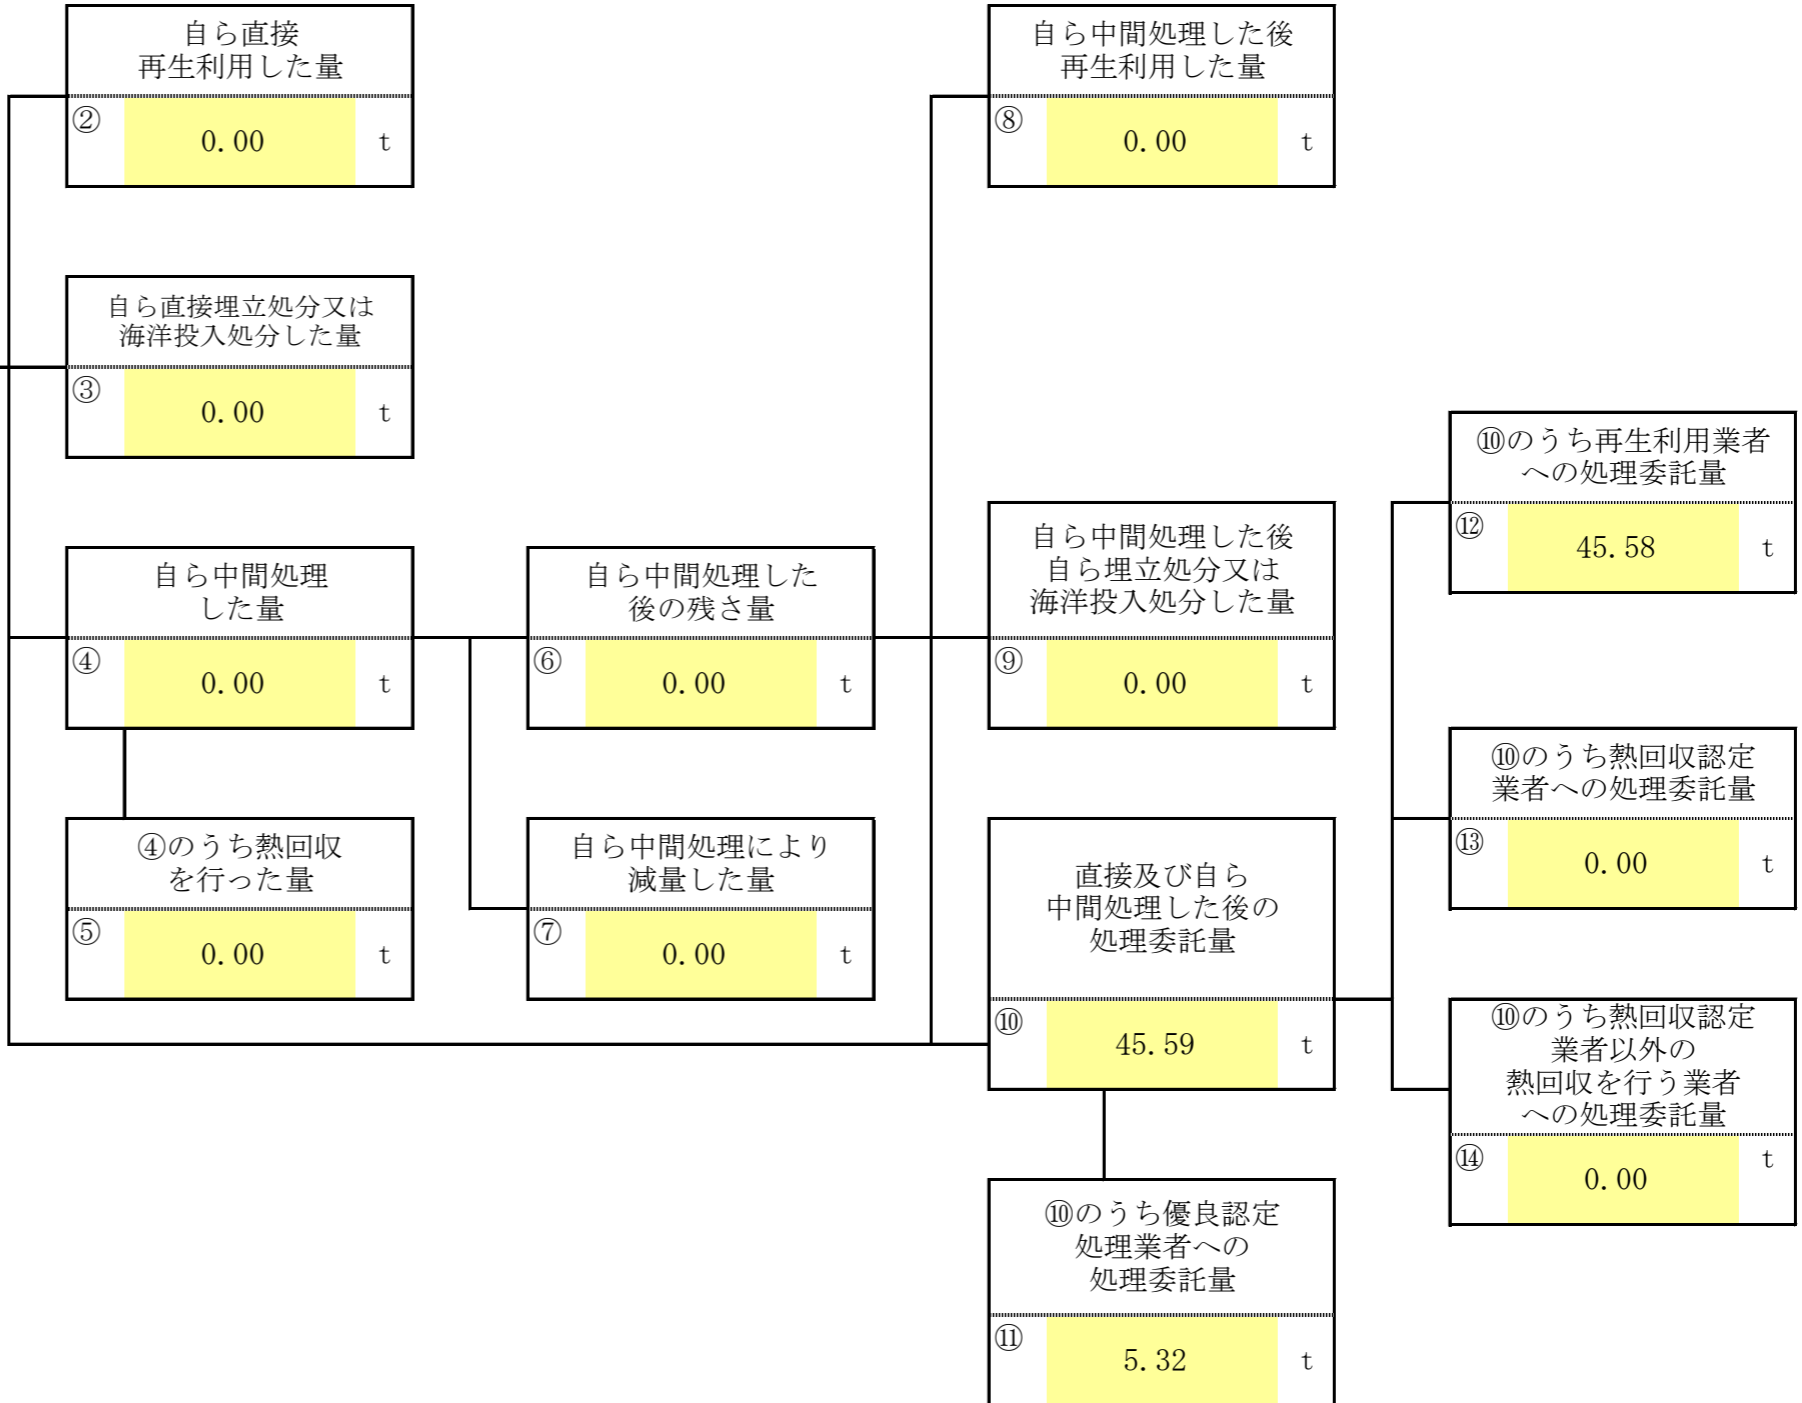 自ら直接
再生利用した量
②
0.00
t
自ら中間処理した後
再生利用した量
⑧
0.00
t
自ら直接埋立処分又は
海洋投入処分した量
③
0.00
t
⑩のうち再生利用業者
への処理委託量
⑫
45.58
t
自ら中間処理
した量
④
0.00
t
自ら中間処理した
後の残さ量
⑥
0.00
t
自ら中間処理した後
自ら埋立処分又は
海洋投入処分した量
⑨
0.00
t
⑩のうち熱回収認定
業者への処理委託量
⑬
0.00
t
④のうち熱回収
を行った量
⑤
0.00
t
自ら中間処理により
減量した量
⑦
0.00
t
直接及び自ら
中間処理した後の
処理委託量
⑩
45.59
t
⑩のうち熱回収認定
業者以外の
熱回収を行う業者
への処理委託量
⑭
0.00
t
⑩のうち優良認定
処理業者への
処理委託量
⑪
5.32
t